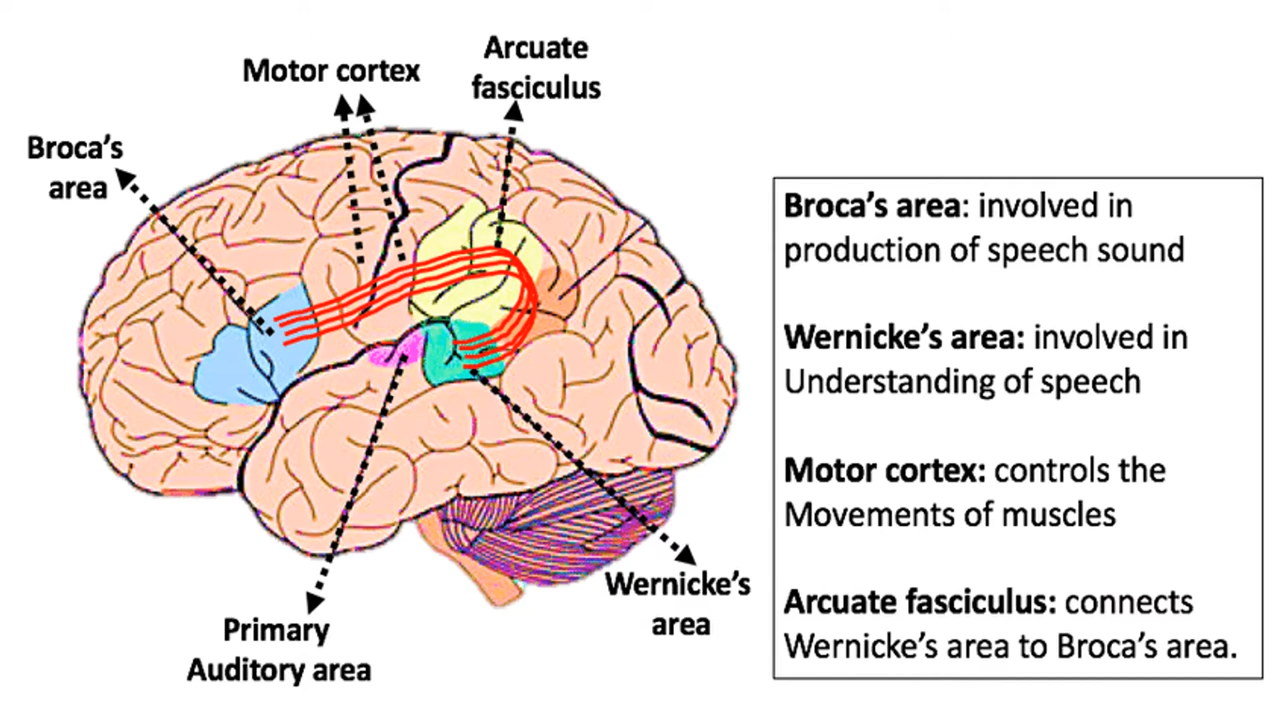 Motor cortex
Arcuate
fasciculus
Broca's
area
Primary
Auditory area
Wernicke's
area
Broca's area: involved in
production of speech sound
Wernicke's area: involved in
Understanding of speech
Motor cortex: controls the
Movements of muscles
Arcuate fasciculus: connects
Wernicke's area to Broca's area.